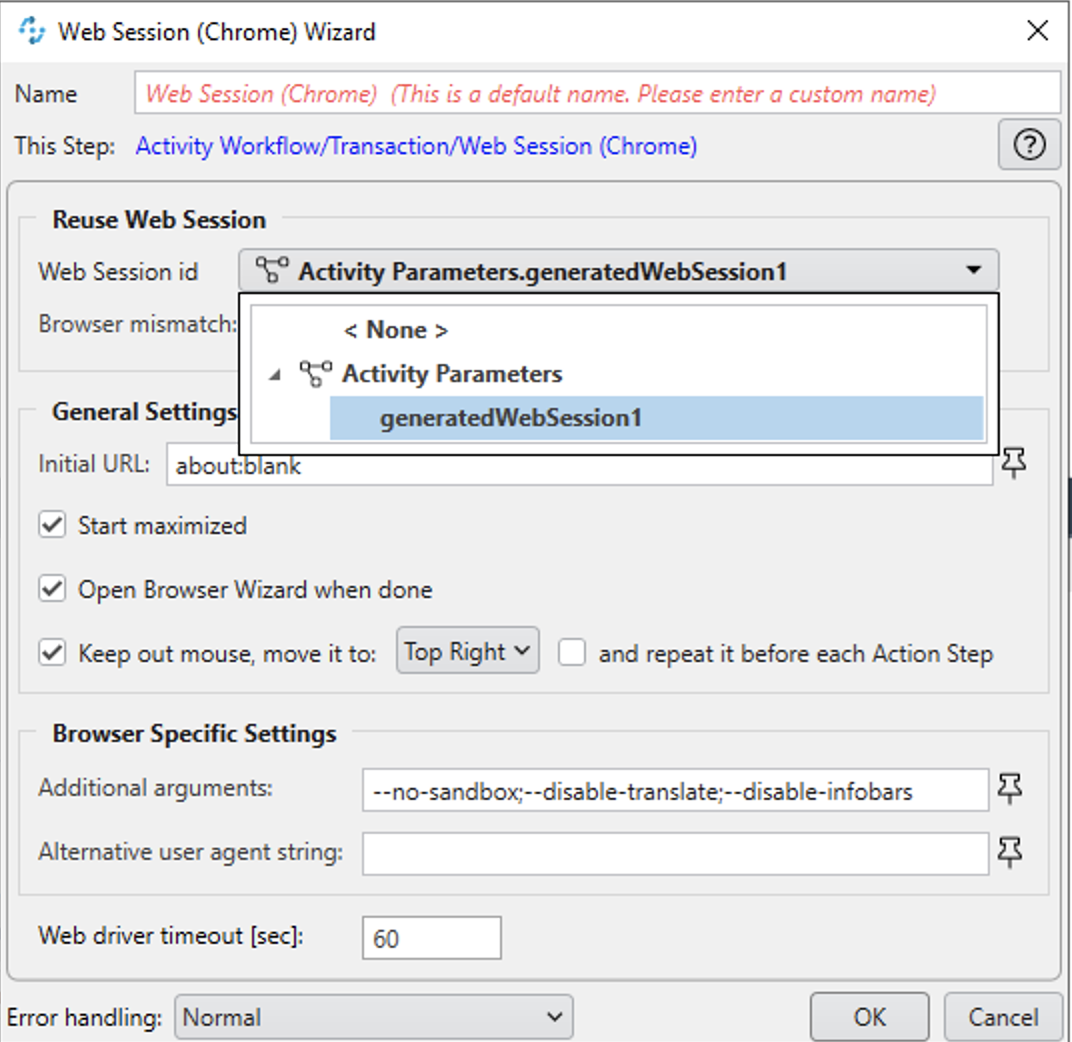 Web Session (Chrome) Wizard
Name Web Session (Chrome) (This is a default name. Please enter a custom name)
This Step: Activity Workflow/Transaction/Web Session (Chrome)
Reuse Web Session
Web Session id Activity Parameters.generatedWebSession1
Browser mismatch:
< None >
Activity Parameters
generatedWebSession1
General Settings
Initial URL: about:blank
Start maximized
Open Browser Wizard when done
Keep out mouse, move it to: Top Right and repeat it before each Action Step
Browser Specific Settings
Additional arguments: --no-sandbox;--disable-translate;--disable-infobars
Alternative user agent string:
Web driver timeout [sec]: 60
Error handling: Normal OK Cancel